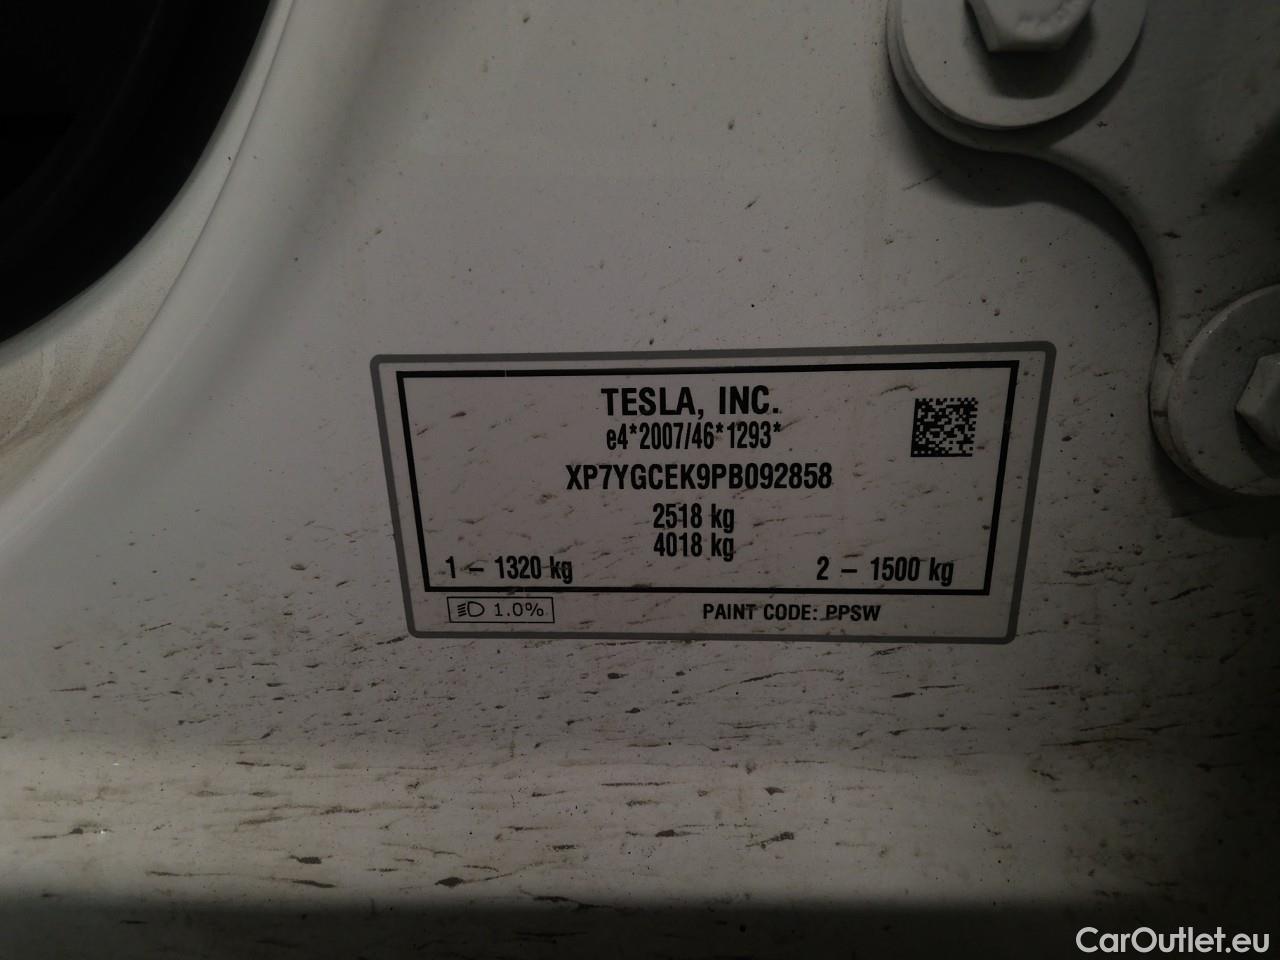 TESLA, INC.
e4*2007/46*1293*
XP7YGCEK9PB092858
2518 kg
4018 kg
1 – 1320 kg 2 – 1500 kg
1.0% PAINT CODE: PPSW
CarOutlet.eu